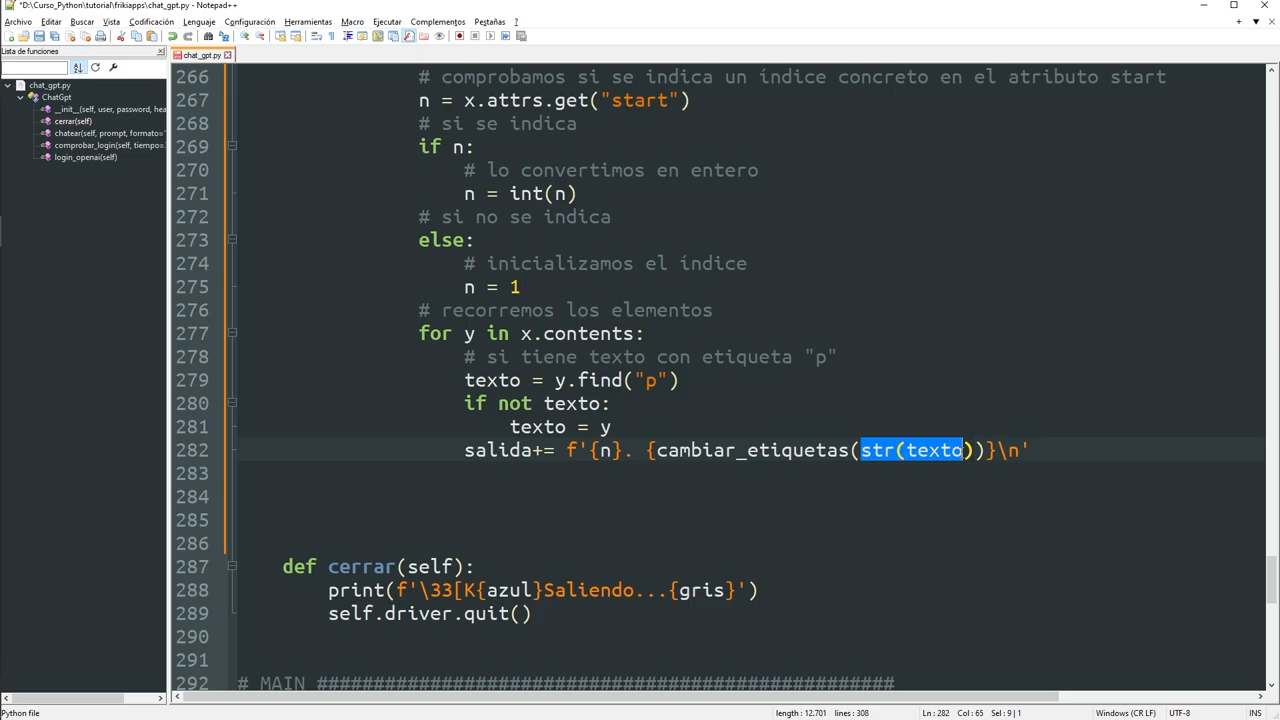 *D:\Curso_Python\tutorial\frikiapps\chat_gpt.py - Notepad++
Archivo Editar Buscar Vista Codificación Lenguaje Configuración Herramientas Macro Ejecutar Complementos Pestañas ?
Lista de funciones
chat_gpt.py
chat_gpt.py
ChatGpt
__init__(self, user, password, hea
cerrar(self)
chatear(self, prompt, formato=
comprobar_login(self, tiempo=
login_openai(self)
266 # comprobamos si se indica un índice concreto en el atributo start
267 n = x.attrs.get("start")
268 # si se indica
269 if n:
270 # lo convertimos en entero
271 n = int(n)
272 # si no se indica
273 else:
274 # inicializamos el índice
275 n = 1
276 # recorremos los elementos
277 for y in x.contents:
278 # si tiene texto con etiqueta "p"
279 texto = y.find("p")
280 if not texto:
281 texto = y
282 salida+= f'{n}. {cambiar_etiquetas(str(texto))}\n'
283
284
285
286
287 def cerrar(self):
288 print(f'\33[K{azul}Saliendo...{gris}')
289 self.driver.quit()
290
291
292 # MAIN ###################################################
Python file
length : 12.701 lines : 308
Ln : 282 Col : 65 Sel : 9 | 1
Windows (CR LF)
UTF-8
INS